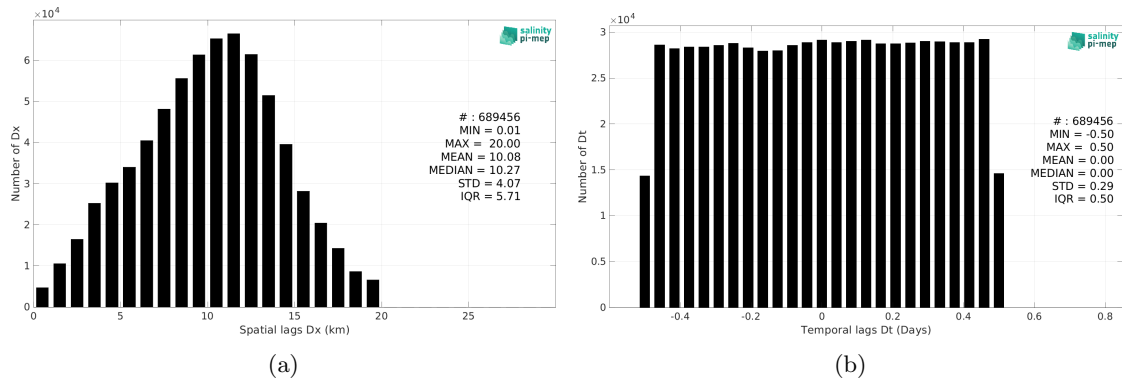 ×10⁴
salinity
pi-mep
6
5
4
3
2
1
0
Number of Dx
# : 689456
MIN = 0.01
MAX = 20.00
MEAN = 10.08
MEDIAN = 10.27
STD = 4.07
IQR = 5.71
0 5 10 15 20 25
Spatial lags Dx (km)
(a)
×10⁴
salinity
pi-mep
3
2.5
2
1.5
1
0.5
0
Number of Dt
# : 689456
MIN = -0.50
MAX = 0.50
MEAN = 0.00
MEDIAN = 0.00
STD = 0.29
IQR = 0.50
-0.4 -0.2 0 0.2 0.4 0.6 0.8
Temporal lags Dt (Days)
(b)